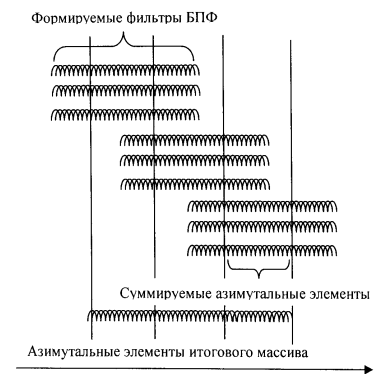 Формируемые фильтры БПФ
Суммируемые азимутальные элементы
Азимутальные элементы итогового массива